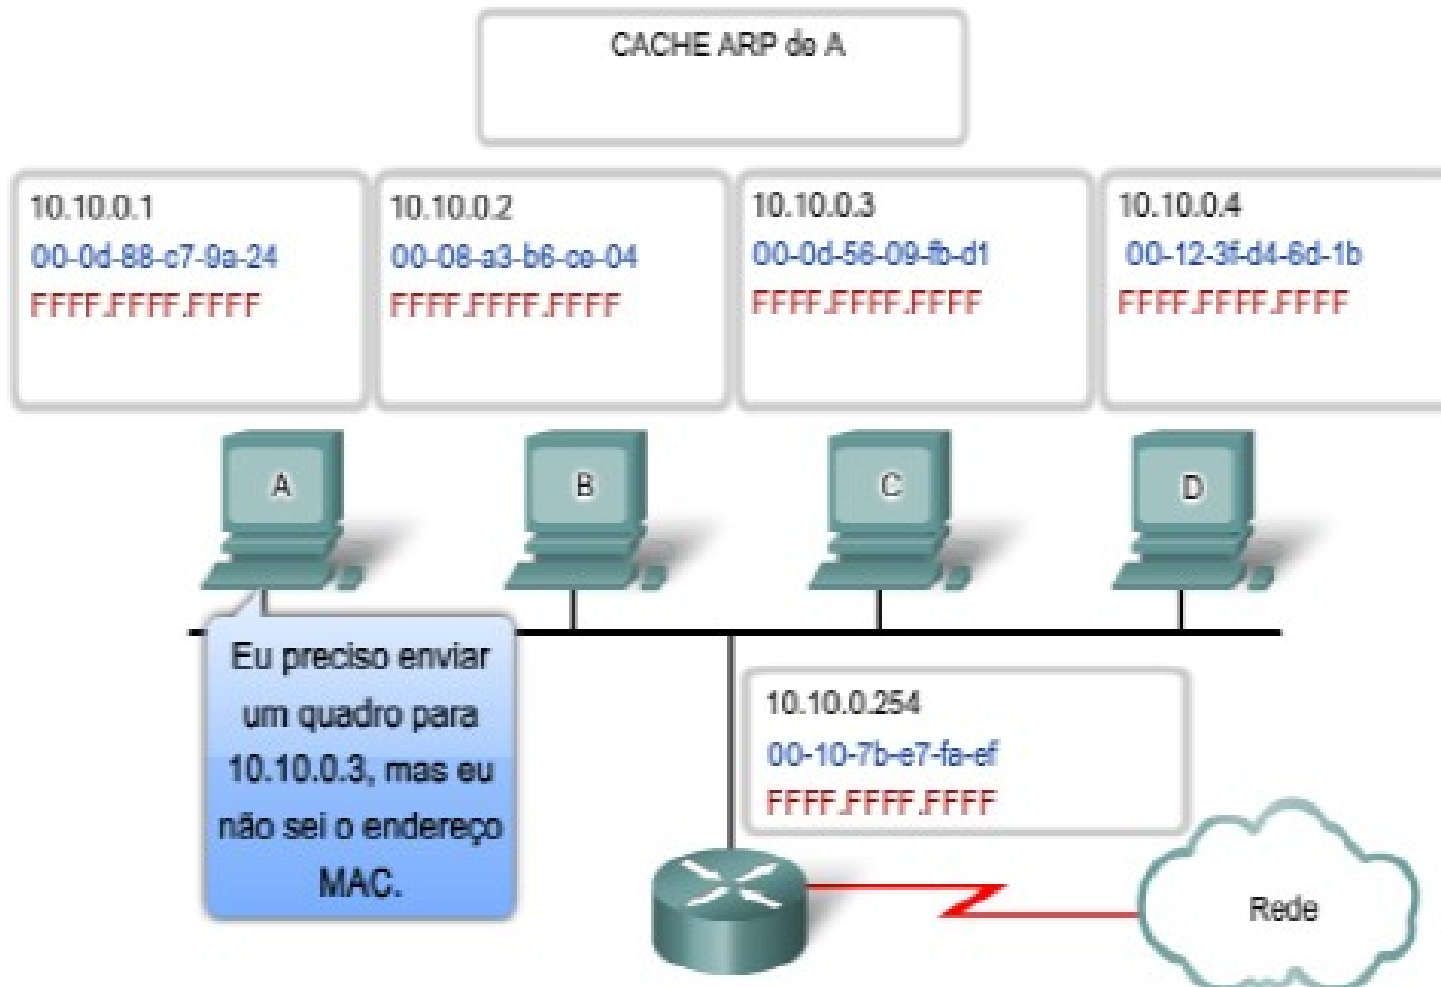 CACHE ARP de A
10.10.0.1
00-0d-88-c7-9a-24
FFFF.FFFF.FFFF
10.10.0.2
00-08-a3-b6-ce-04
FFFF.FFFF.FFFF
10.10.0.3
00-0d-56-09-fb-d1
FFFF.FFFF.FFFF
10.10.0.4
00-12-3f-d4-6d-1b
FFFF.FFFF.FFFF
A
B
C
D
Eu preciso enviar
um quadro para
10.10.0.3, mas eu
não sei o endereço
MAC.
10.10.0.254
00-10-7b-e7-fa-ef
FFFF.FFFF.FFFF
Rede